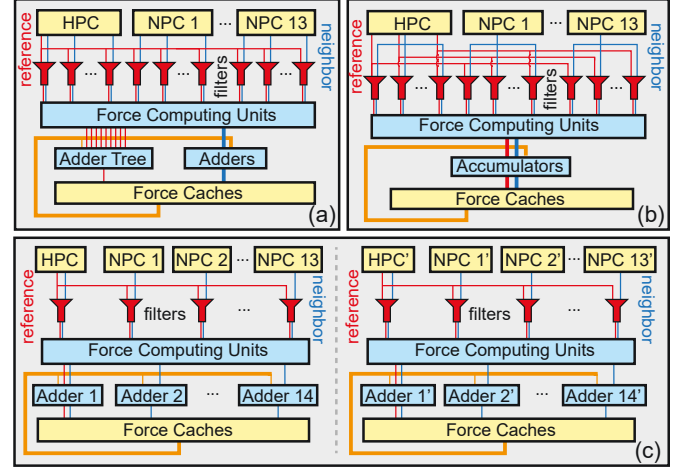 HPC NPC 1 ... NPC 13
reference
neighbor
... ... ...
filters
Force Computing Units
Adder Tree Adders
Force Caches
(a)
HPC NPC 1 ... NPC 13
reference
neighbor
... ... ...
filters
Force Computing Units
Accumulators
Force Caches
(b)
HPC NPC 1 NPC 2 ... NPC 13
reference
neighbor
filters ...
Force Computing Units
Adder 1 Adder 2 ... Adder 14
Force Caches
HPC' NPC 1' NPC 2' ... NPC 13'
reference
neighbor
filters ...
Force Computing Units
Adder 1' Adder 2' ... Adder 14'
Force Caches
(c)